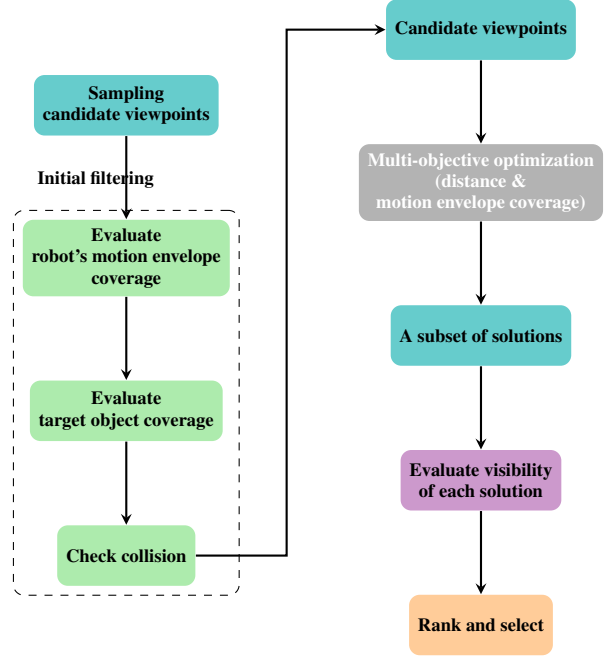 Sampling
candidate viewpoints
Initial filtering
Evaluate
robot's motion envelope
coverage
Evaluate
target object coverage
Check collision
Candidate viewpoints
Multi-objective optimization
(distance &
motion envelope coverage)
A subset of solutions
Evaluate visibility
of each solution
Rank and select